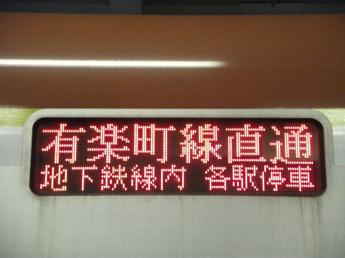 有楽町線直通
地下鉄線内 各駅停車